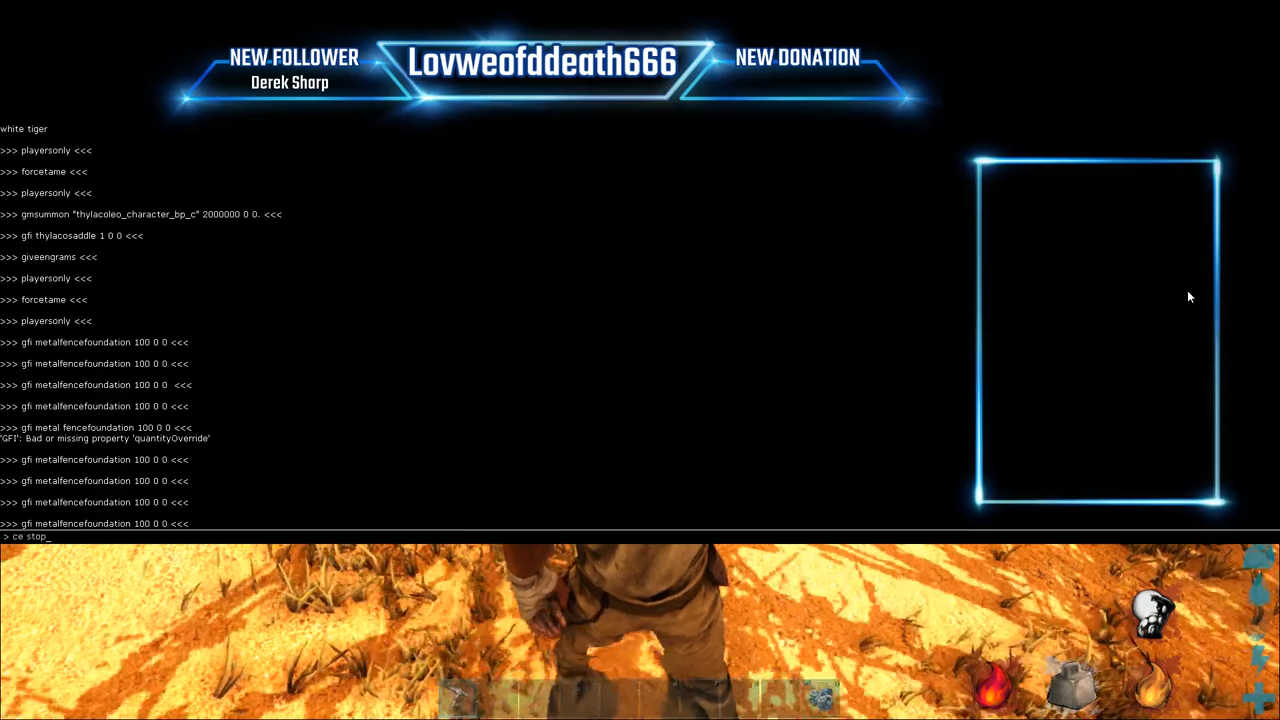 NEW FOLLOWER
Lovweofddeath666
NEW DONATION
Derek Sharp
white tiger
>>> playersonly <<<
>>> forcetame <<<
>>> playersonly <<<
>>> gmsummon "thylacoleo_character_bp_c" 2000000 0 0. <<<
>>> gfi thylacosaddle 1 0 0 <<<
>>> giveengrams <<<
>>> playersonly <<<
>>> forcetame <<<
>>> playersonly <<<
>>> gfi metalfencefoundation 100 0 0 <<<
>>> gfi metalfencefoundation 100 0 0 <<<
>>> gfi metalfencefoundation 100 0 0  <<<
>>> gfi metalfencefoundation 100 0 0 <<<
>>> gfi metal fencefoundation 100 0 0 <<<
'GFI': Bad or missing property 'quantityOverride'
>>> gfi metalfencefoundation 100 0 0 <<<
>>> gfi metalfencefoundation 100 0 0 <<<
>>> gfi metalfencefoundation 100 0 0 <<<
>>> gfi metalfencefoundation 100 0 0 <<<
> ce stop_